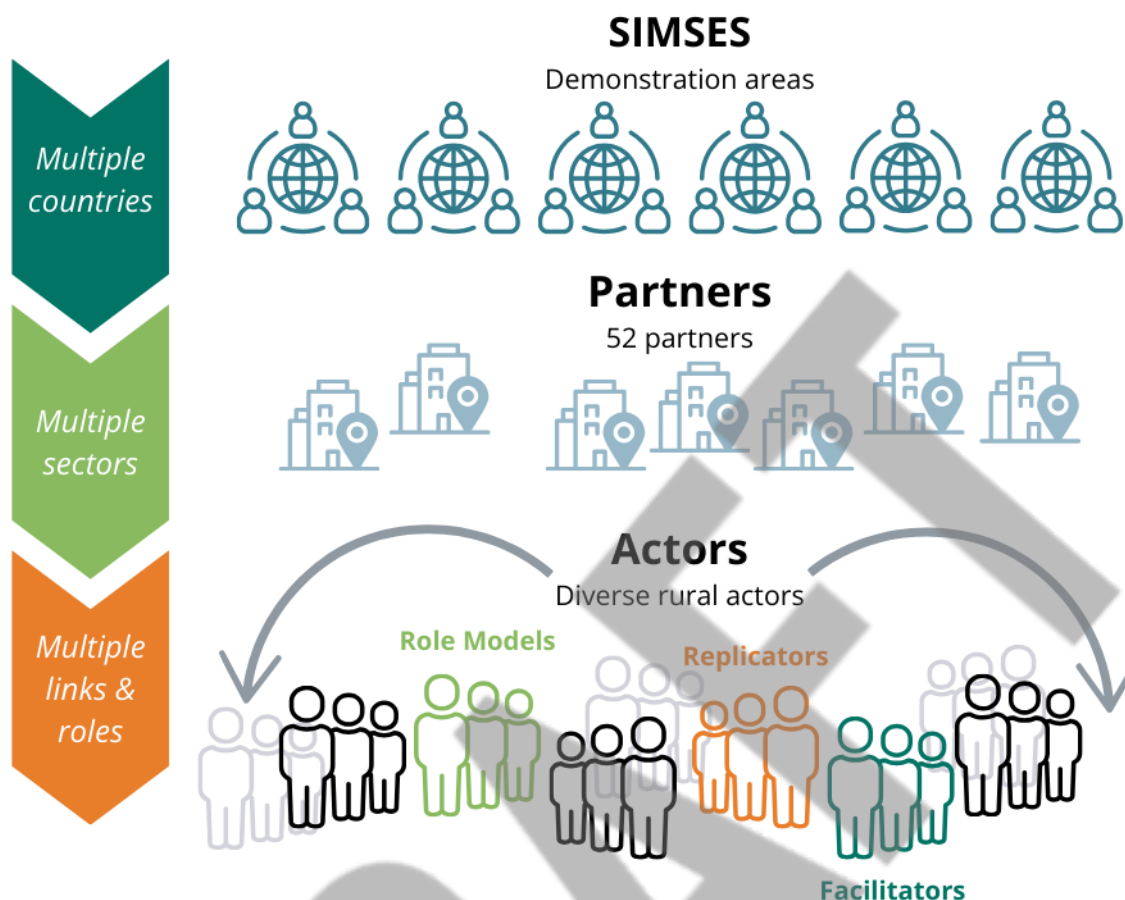 SIMSES
Demonstration areas
Multiple
countries
Partners
52 partners
Multiple
sectors
Actors
Diverse rural actors
Multiple
links &
roles
Role Models
Replicators
Facilitators